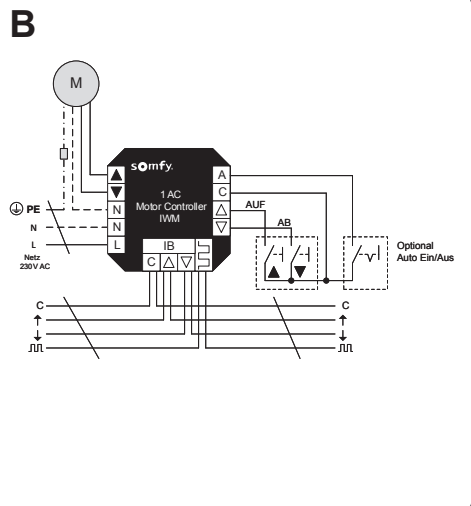 B
M
somfy.
1 AC
Motor Controller
IWM
A
C
N
N
L
IB
C
PE
N
L
Netz
230V AC
AUF
AB
Optional
Auto Ein/Aus
C
C